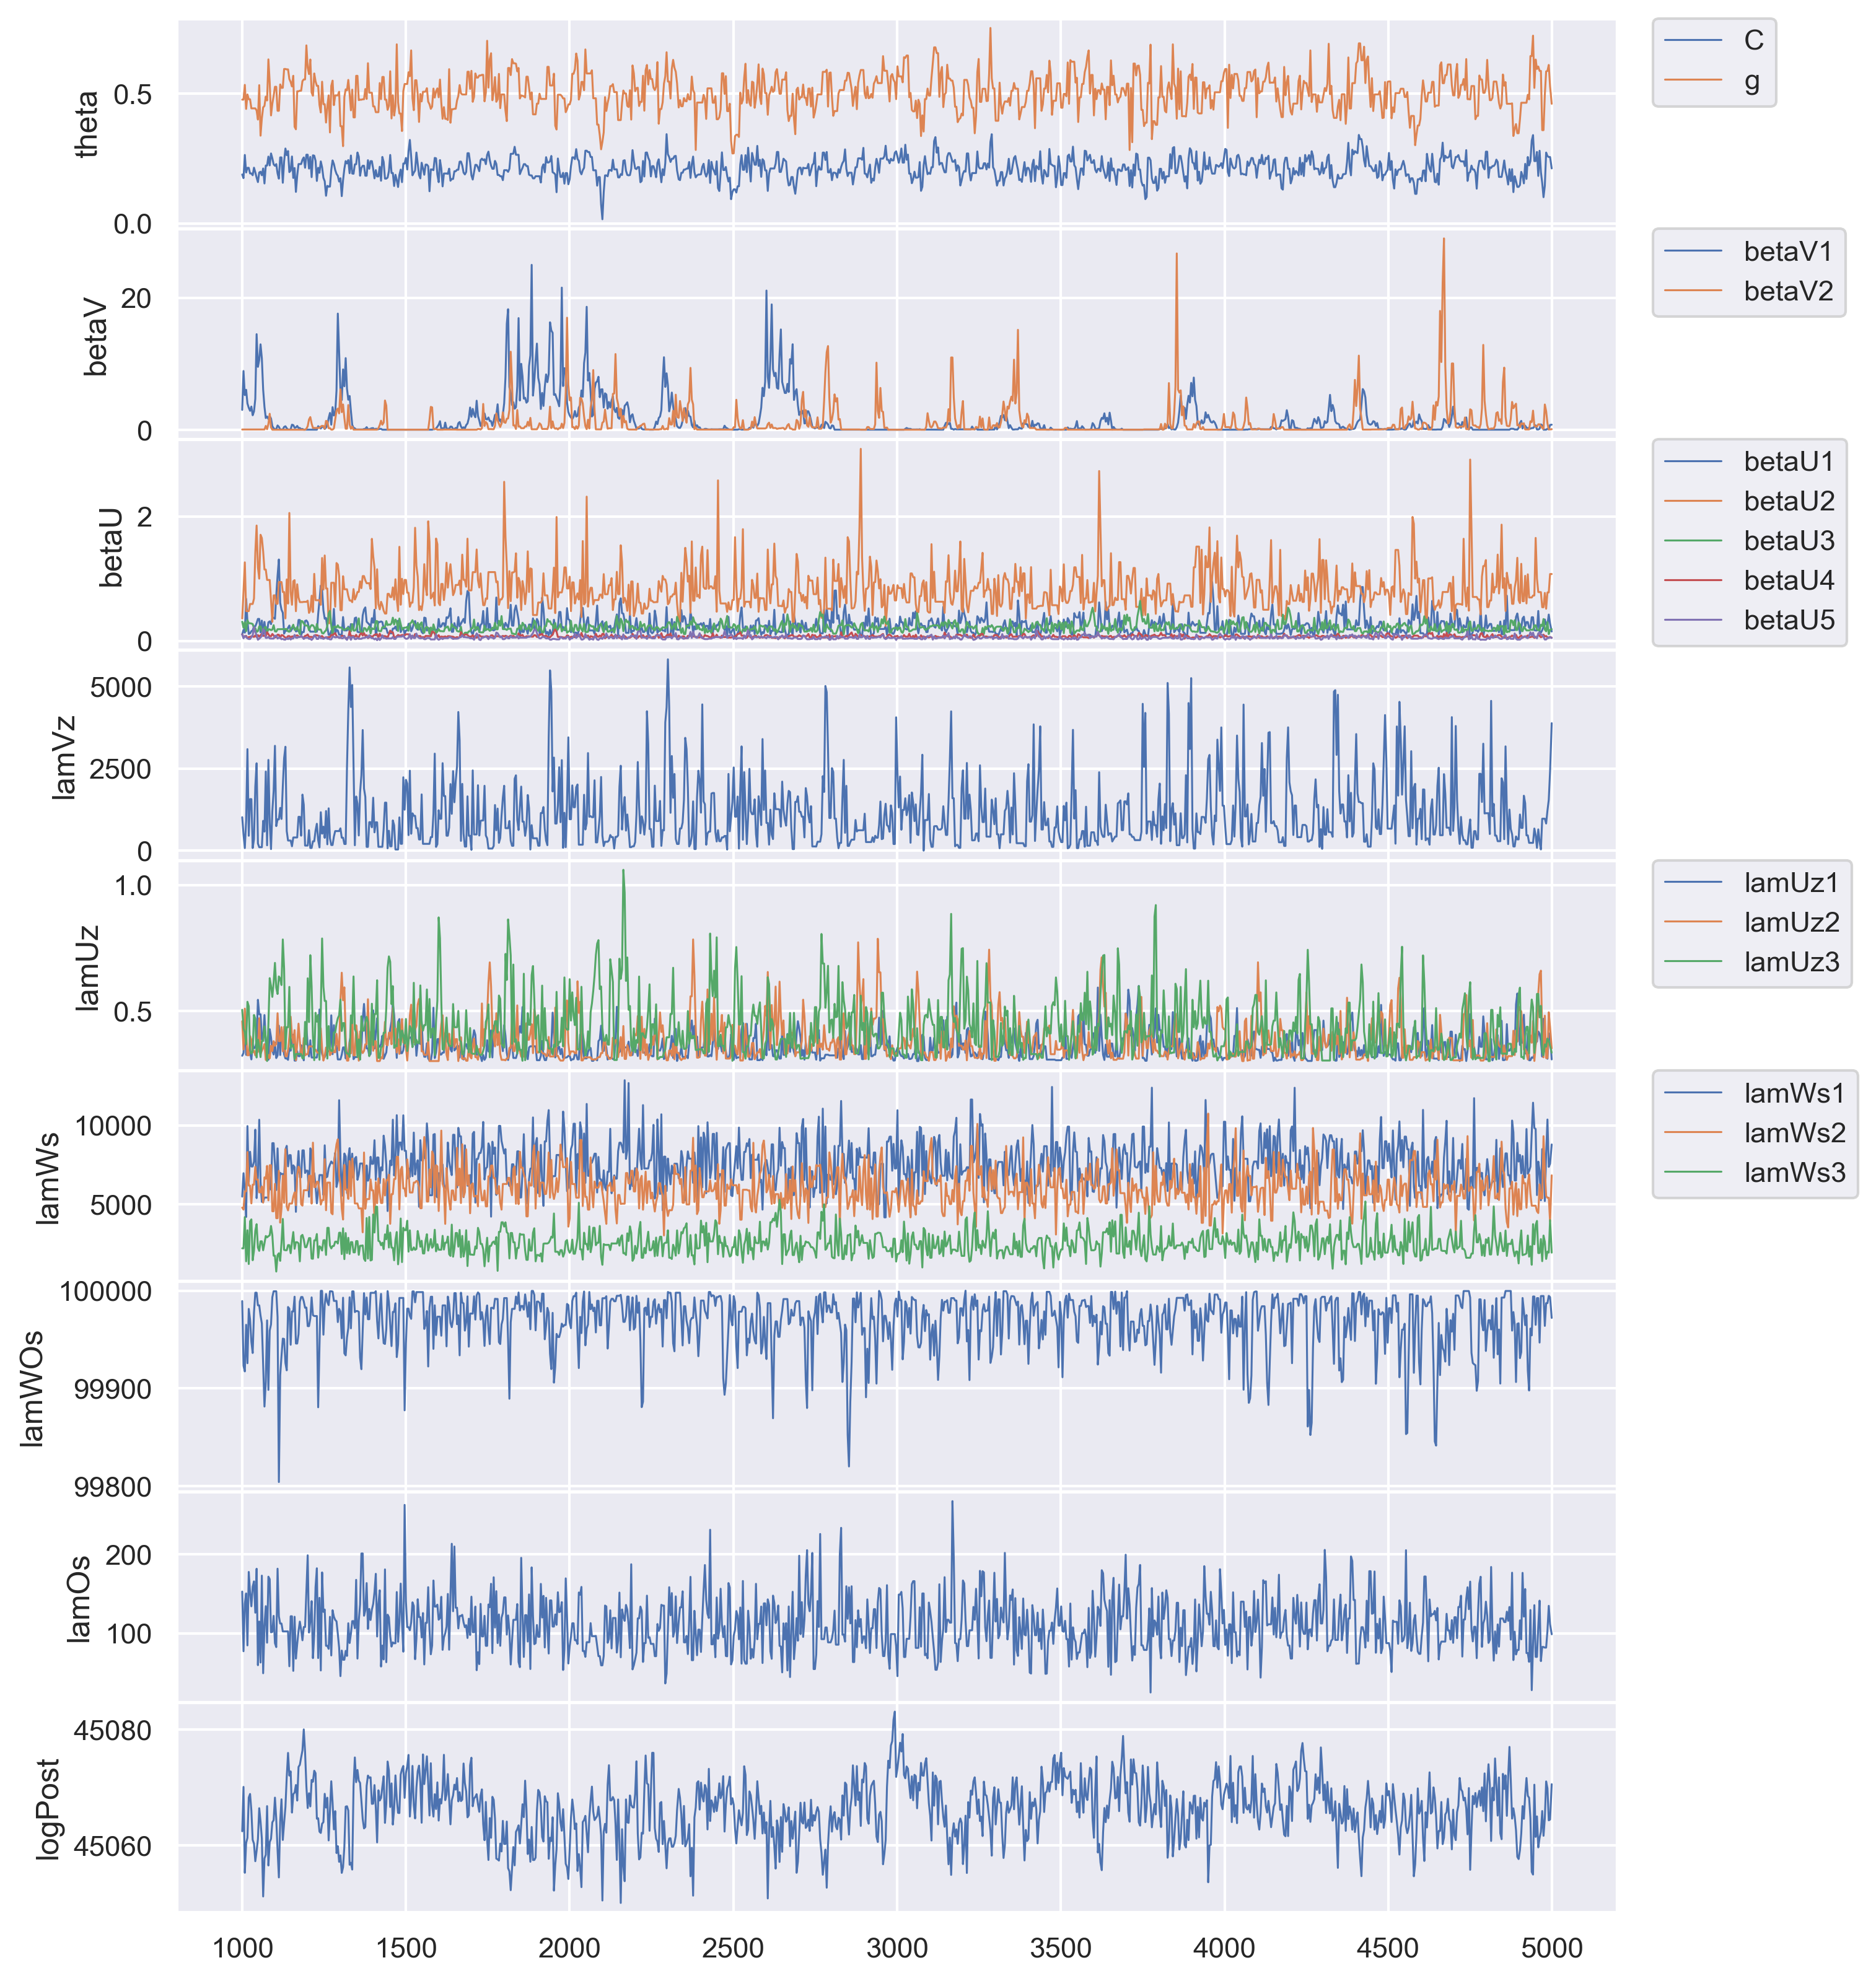 theta
0.5
0.0
C
g
betaV
20
0
betaV1
betaV2
betaU
2
0
betaU1
betaU2
betaU3
betaU4
betaU5
lamVz
5000
2500
0
lamUz
1.0
0.5
lamUz1
lamUz2
lamUz3
lamWs
10000
5000
lamWs1
lamWs2
lamWs3
lamWOs
100000
99900
99800
lamOs
200
100
logPost
45080
45060
1000 1500 2000 2500 3000 3500 4000 4500 5000